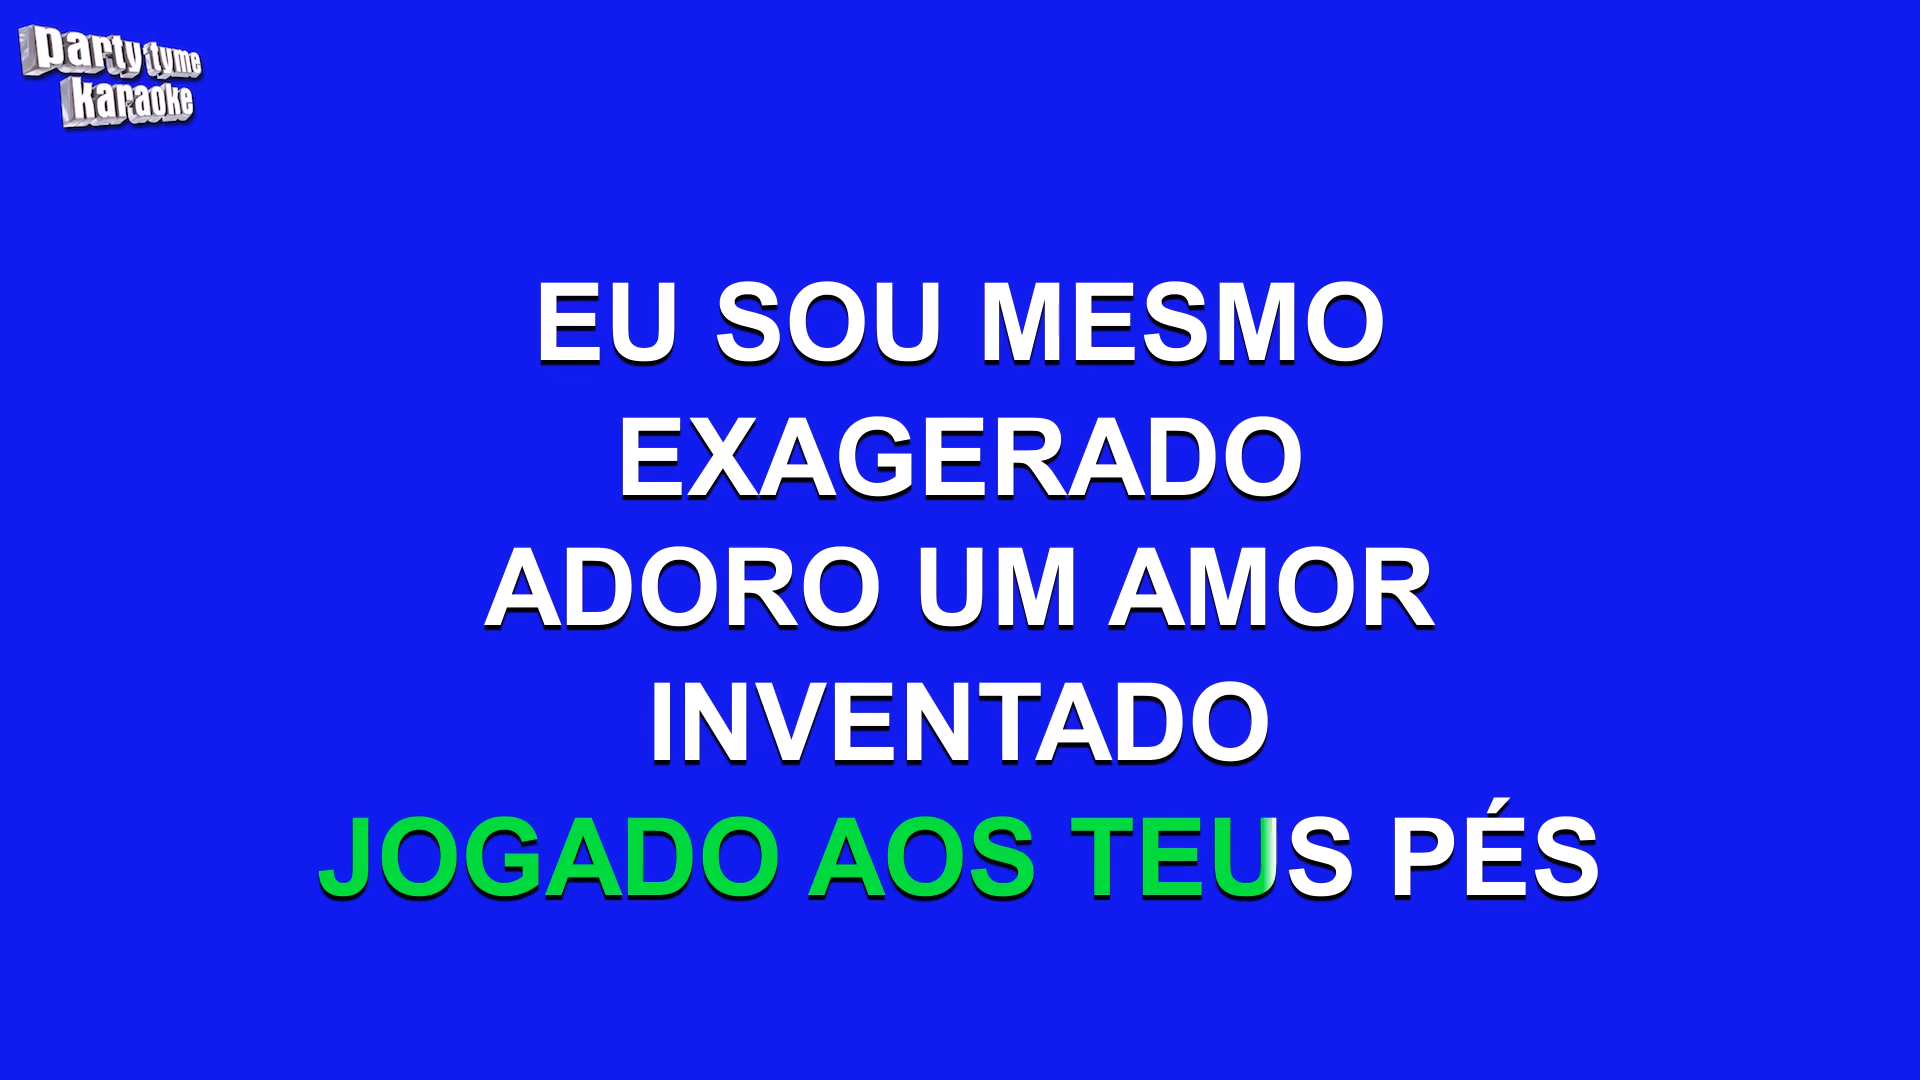 party tyme
karaoke
EU SOU MESMO
EXAGERADO
ADORO UM AMOR
INVENTADO
JOGADO AOS TEUS PÉS